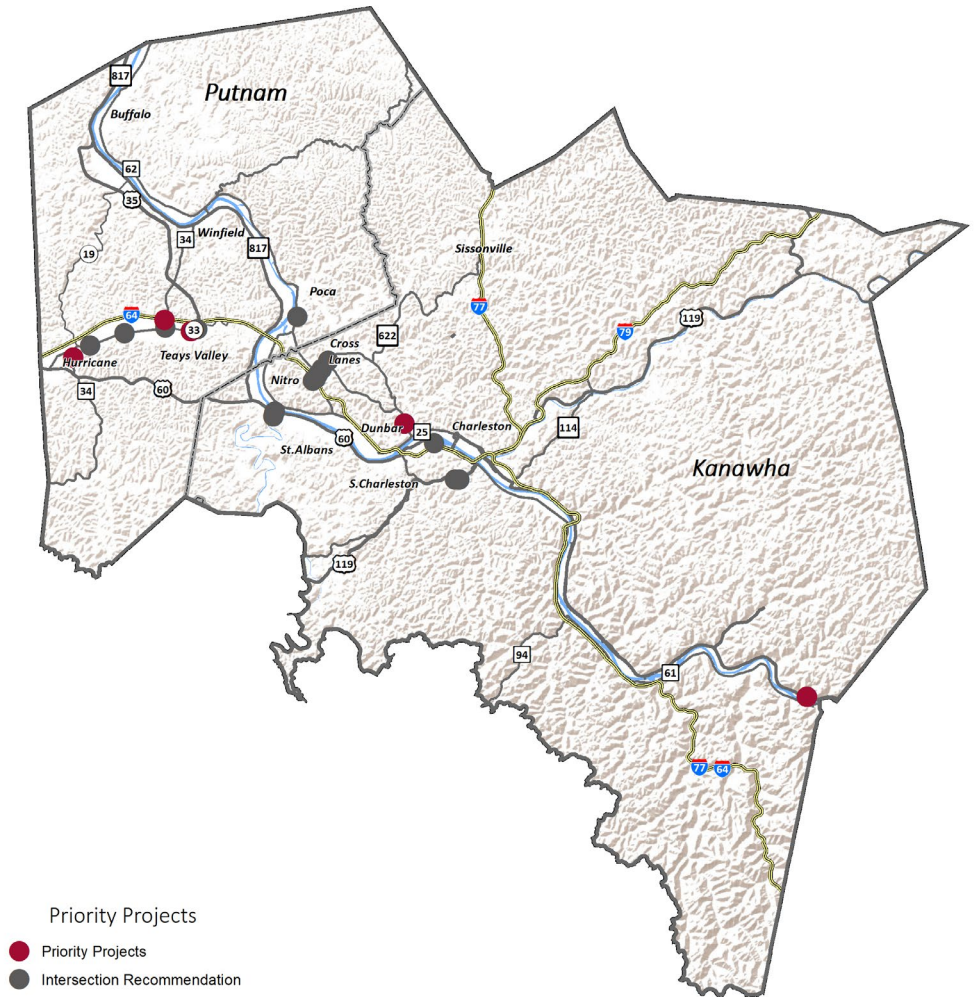 817
Putnam
Buffalo
62
35
34
Winfield
817
19
Sissonville
Poca
64
77
119
33
622
79
Cross
Lanes
Hurricane
Teays Valley
Nitro
34
60
Dunbar
25
Charleston
114
60
St.Albans
Kanawha
S.Charleston
119
94
61
77
64
Priority Projects
Priority Projects
Intersection Recommendation